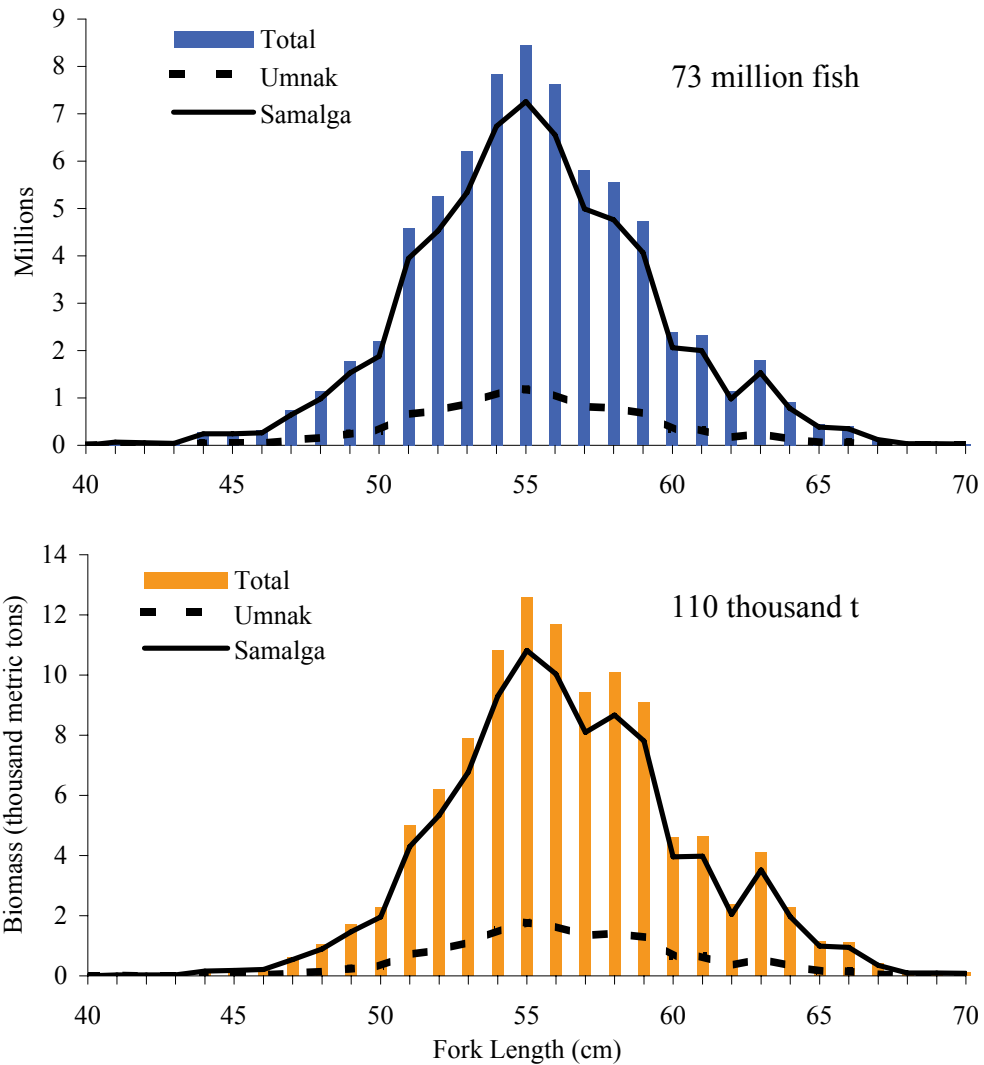 9
8
7
6
5
4
3
2
1
0
Millions
Total
Umnak
Samalga
73 million fish
40 45 50 55 60 65 70
14
12
10
8
6
4
2
0
Biomass (thousand metric tons)
Total
Umnak
Samalga
110 thousand t
40 45 50 55 60 65 70
Fork Length (cm)